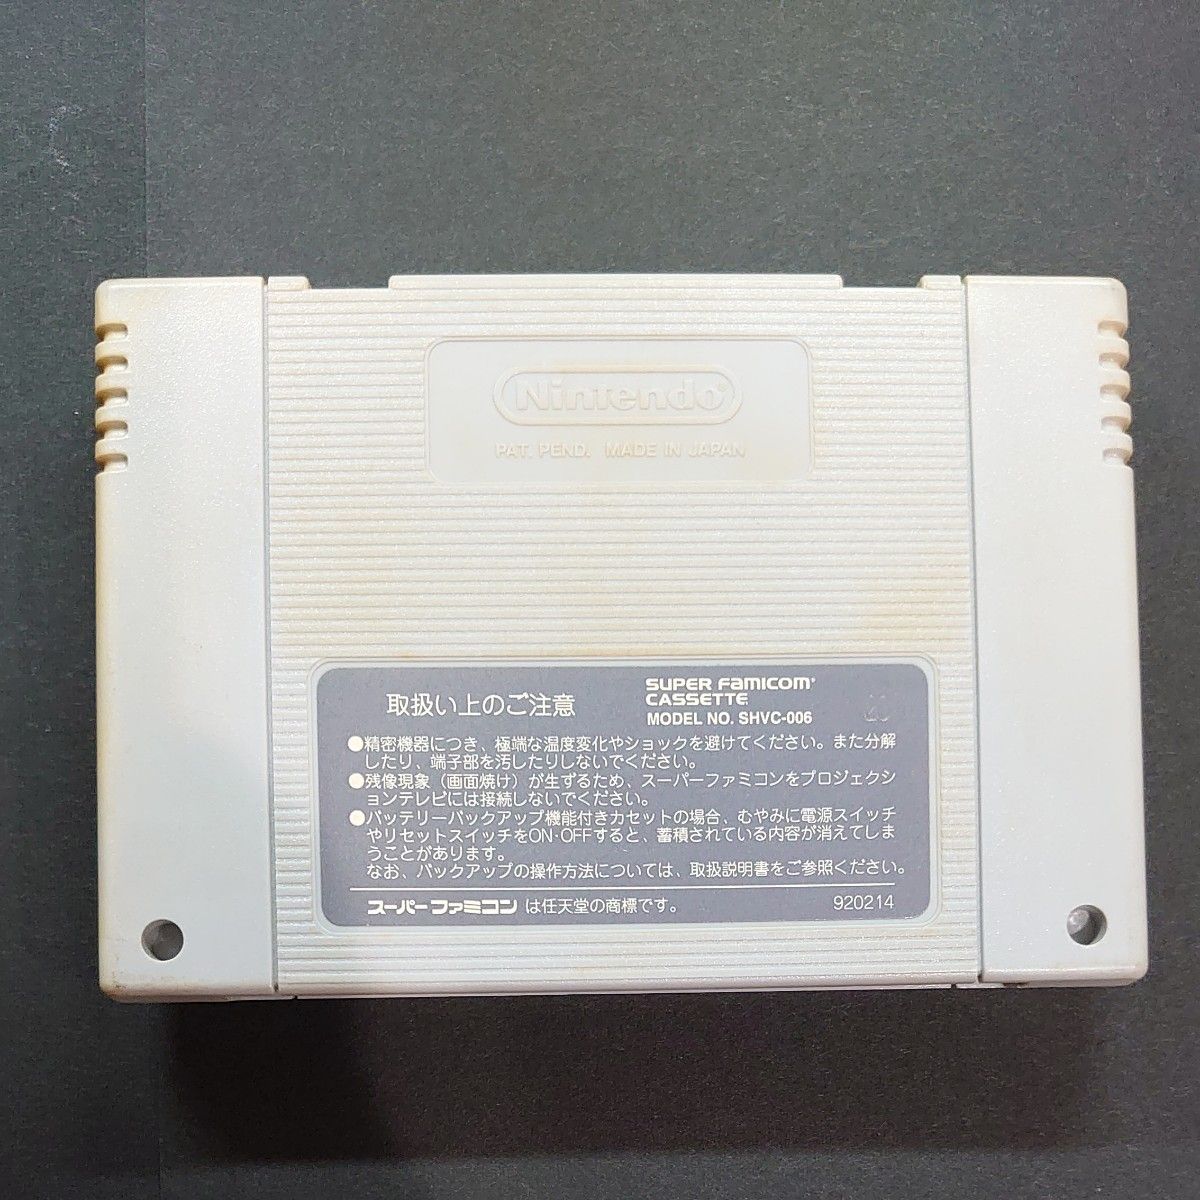 Nintendo®
PAT. PEND. MADE IN JAPAN
取扱い上のご注意
SUPER FAMICOM®
CASSETTE
MODEL NO. SHVC-006
●精密機器につき、極端な温度変化やショックを避けてください。また分解
したり、端子部を汚したりしないでください。
●残像現象（画面焼け）が生ずるため、スーパーファミコンをプロジェクシ
ョンテレビには接続しないでください。
●バッテリーバックアップ機能付きカセットの場合、むやみに電源スイッチ
やリセットスイッチをON·OFFすると、蓄積されている内容が消えてしま
うことがあります。
なお、バックアップの操作方法については、取扱説明書をご参照ください。
スーパーファミコン は任天堂の商標です。
920214